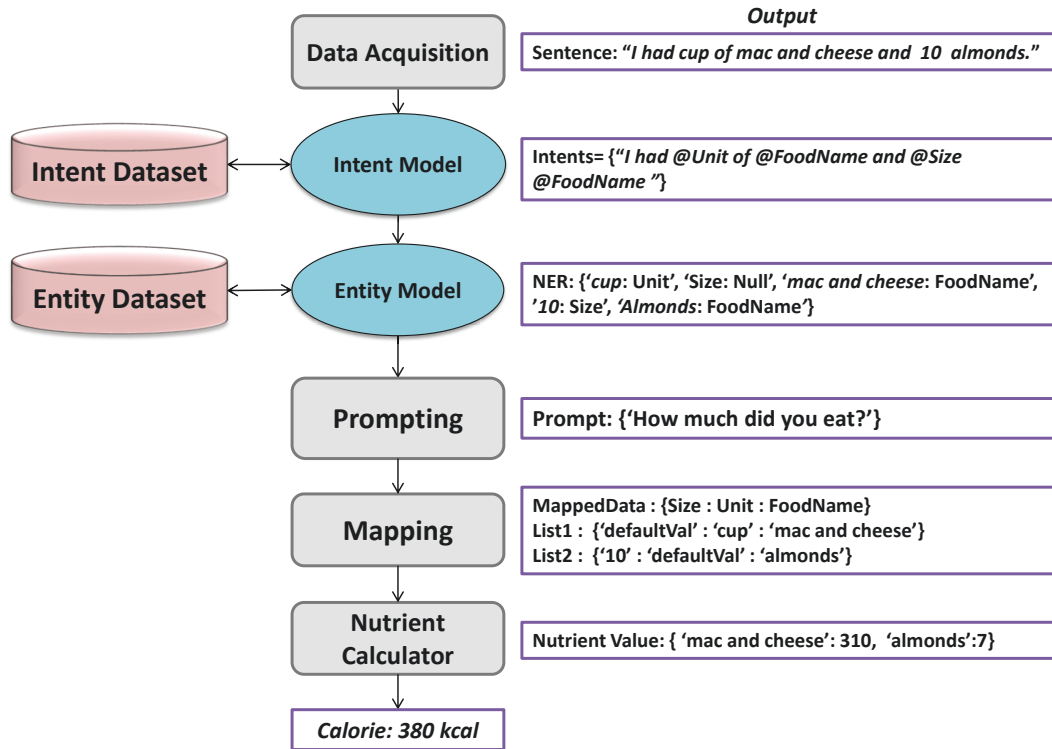 Output
Data Acquisition
Sentence: “I had cup of mac and cheese and 10 almonds.”
Intent Dataset
Intent Model
Intents= {“I had @Unit of @FoodName and @Size
@FoodName ”}
Entity Dataset
Entity Model
NER: {‘cup: Unit’, ‘Size: Null’, ‘mac and cheese: FoodName’,
’10: Size’, ‘Almonds: FoodName’}
Prompting
Prompt: {‘How much did you eat?’}
Mapping
MappedData : {Size : Unit : FoodName}
List1 : {‘defaultVal’ : ‘cup’ : ‘mac and cheese’}
List2 : {‘10’ : ‘defaultVal’ : ‘almonds’}
Nutrient
Calculator
Nutrient Value: { ‘mac and cheese’: 310, ‘almonds’:7}
Calorie: 380 kcal